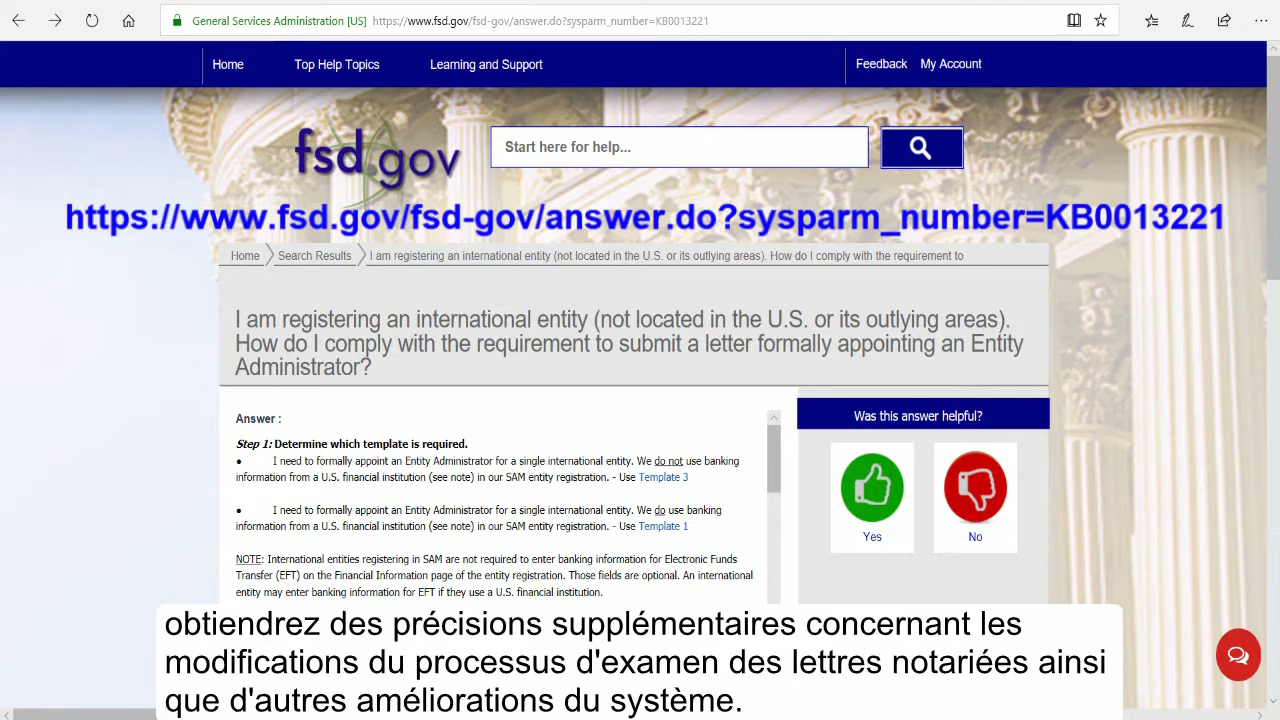 General Services Administration [US]
https://www.fsd.gov/fsd-gov/answer.do?sysparm_number=KB0013221
Home
Top Help Topics
Learning and Support
Feedback
My Account
fsd.gov
Start here for help...
https://www.fsd.gov/fsd-gov/answer.do?sysparm_number=KB0013221
Home
Search Results
I am registering an international entity (not located in the U.S. or its outlying areas). How do I comply with the requirement to
I am registering an international entity (not located in the U.S. or its outlying areas).
How do I comply with the requirement to submit a letter formally appointing an Entity
Administrator?
Answer :
Step 1: Determine which template is required.
• I need to formally appoint an Entity Administrator for a single international entity. We do not use banking
information from a U.S. financial institution (see note) in our SAM entity registration. - Use Template 3
• I need to formally appoint an Entity Administrator for a single international entity. We do use banking
information from a U.S. financial institution (see note) in our SAM entity registration. - Use Template 1
NOTE: International entities registering in SAM are not required to enter banking information for Electronic Funds
Transfer (EFT) on the Financial Information page of the entity registration. Those fields are optional. An international
entity may enter banking information for EFT if they use a U.S. financial institution.
Was this answer helpful?
Yes
No
obtiendrez des précisions supplémentaires concernant les
modifications du processus d'examen des lettres notariées ainsi
que d'autres améliorations du système.